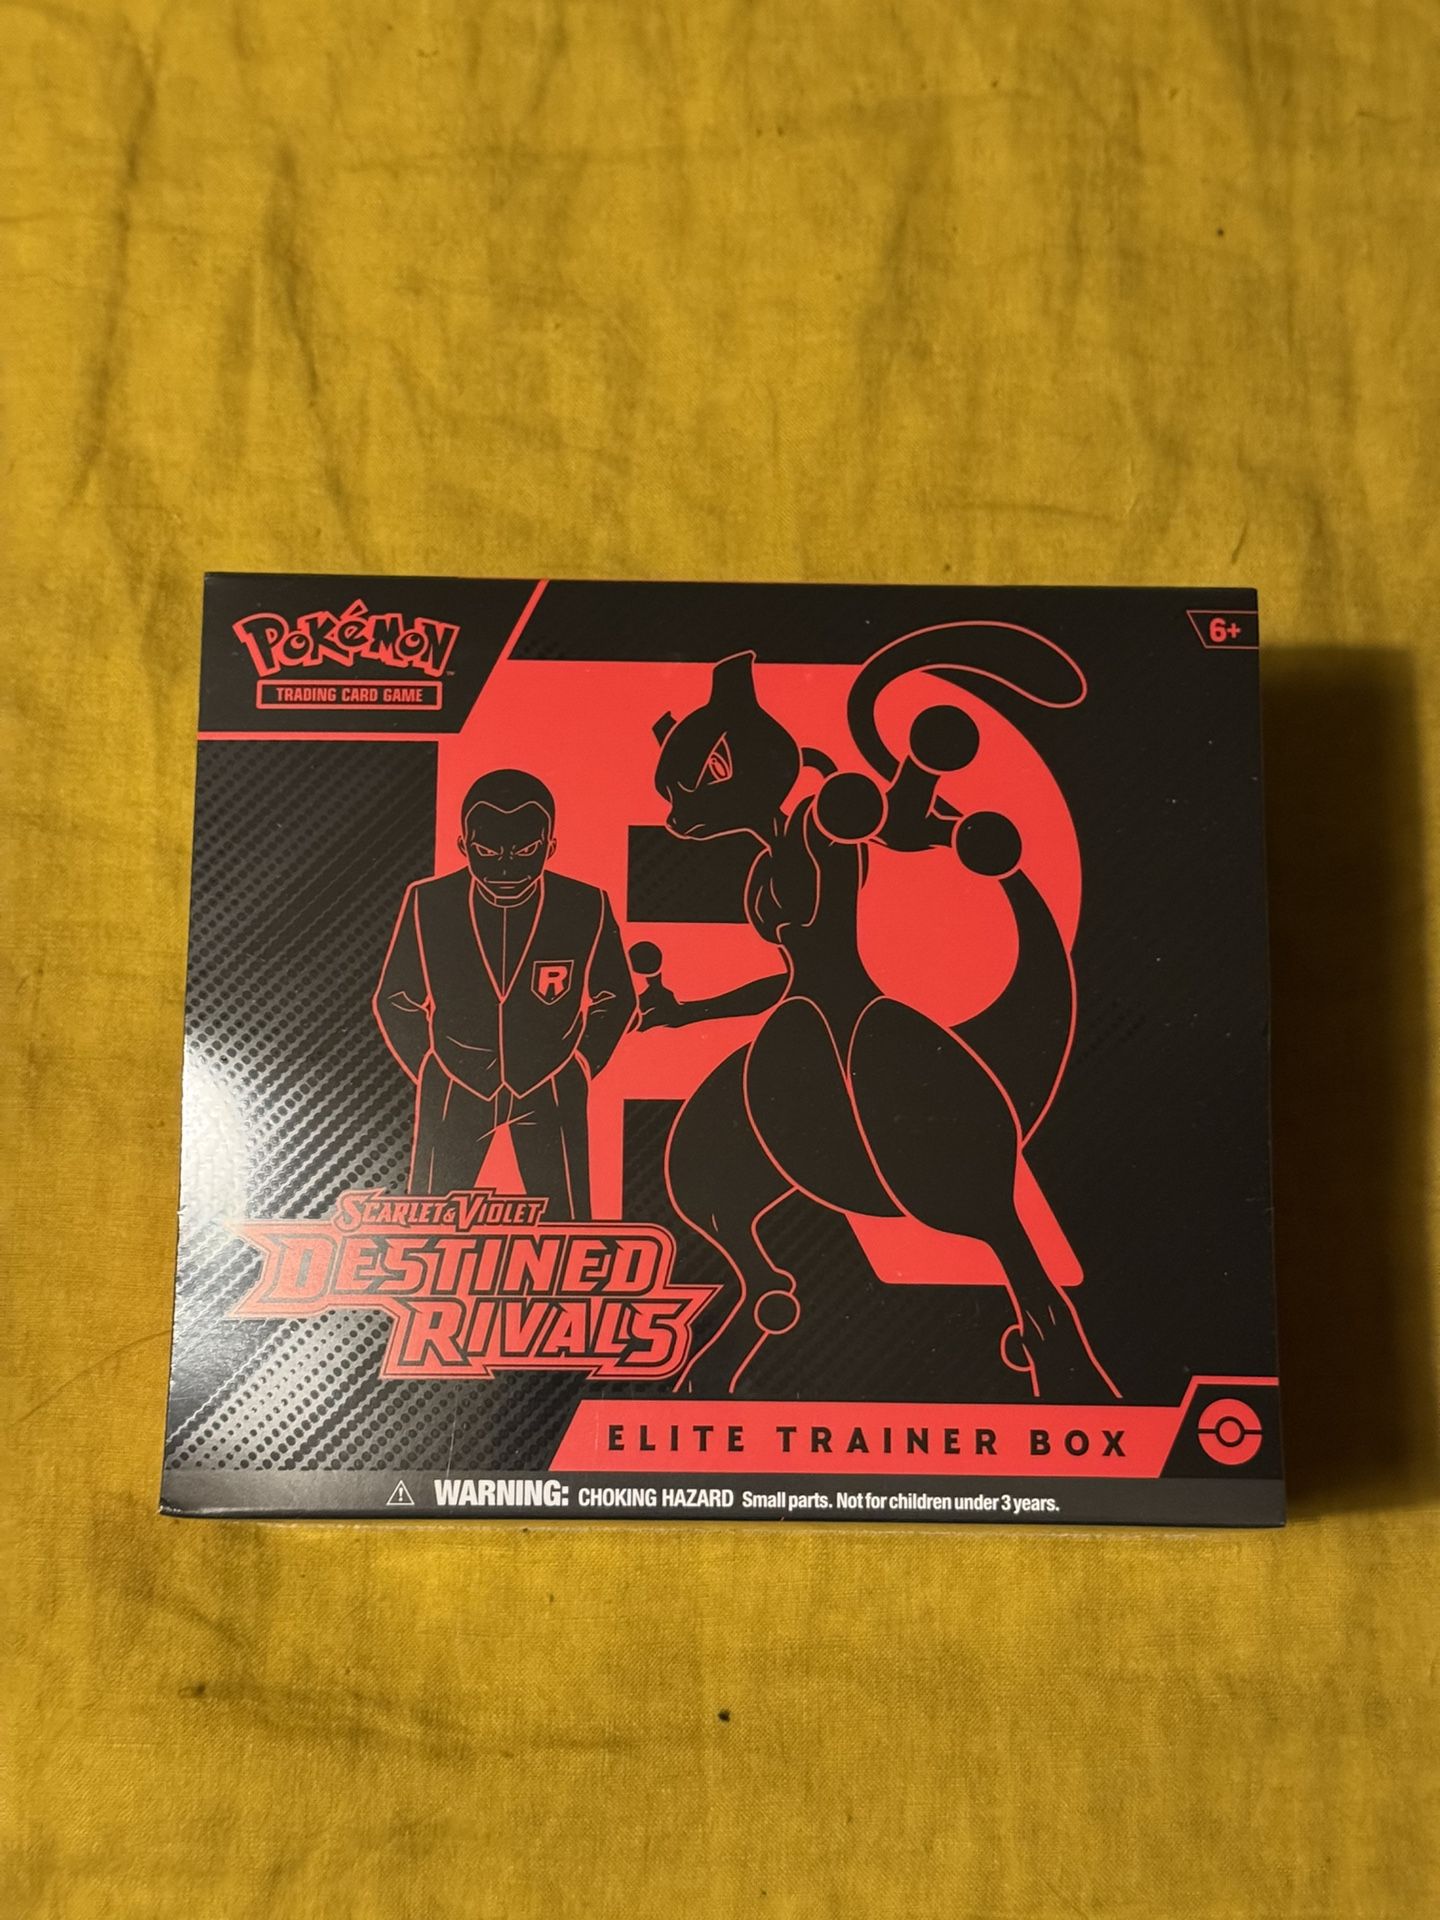 POKéMON™
TRADING CARD GAME
6+
R
SCARLET & VIOLET
DESTINED
RIVALS
ELITE TRAINER BOX
WARNING: CHOKING HAZARD Small parts. Not for children under 3 years.